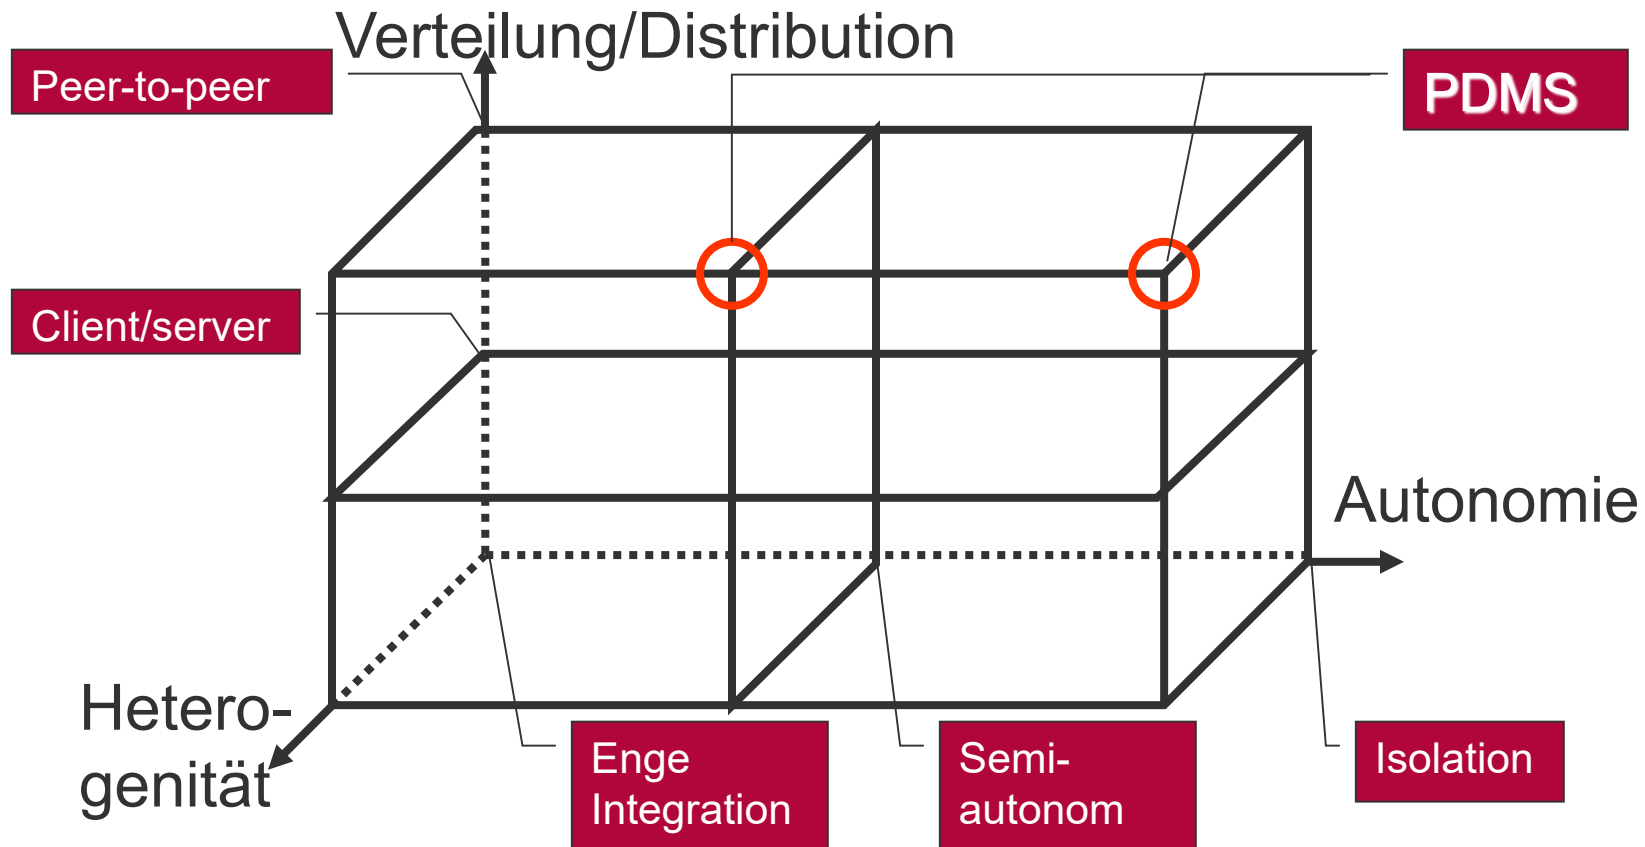 Verteilung/Distribution
Peer-to-peer
PDMS
Client/server
Autonomie
Hetero-
genität
Enge
Integration
Semi-
autonom
Isolation